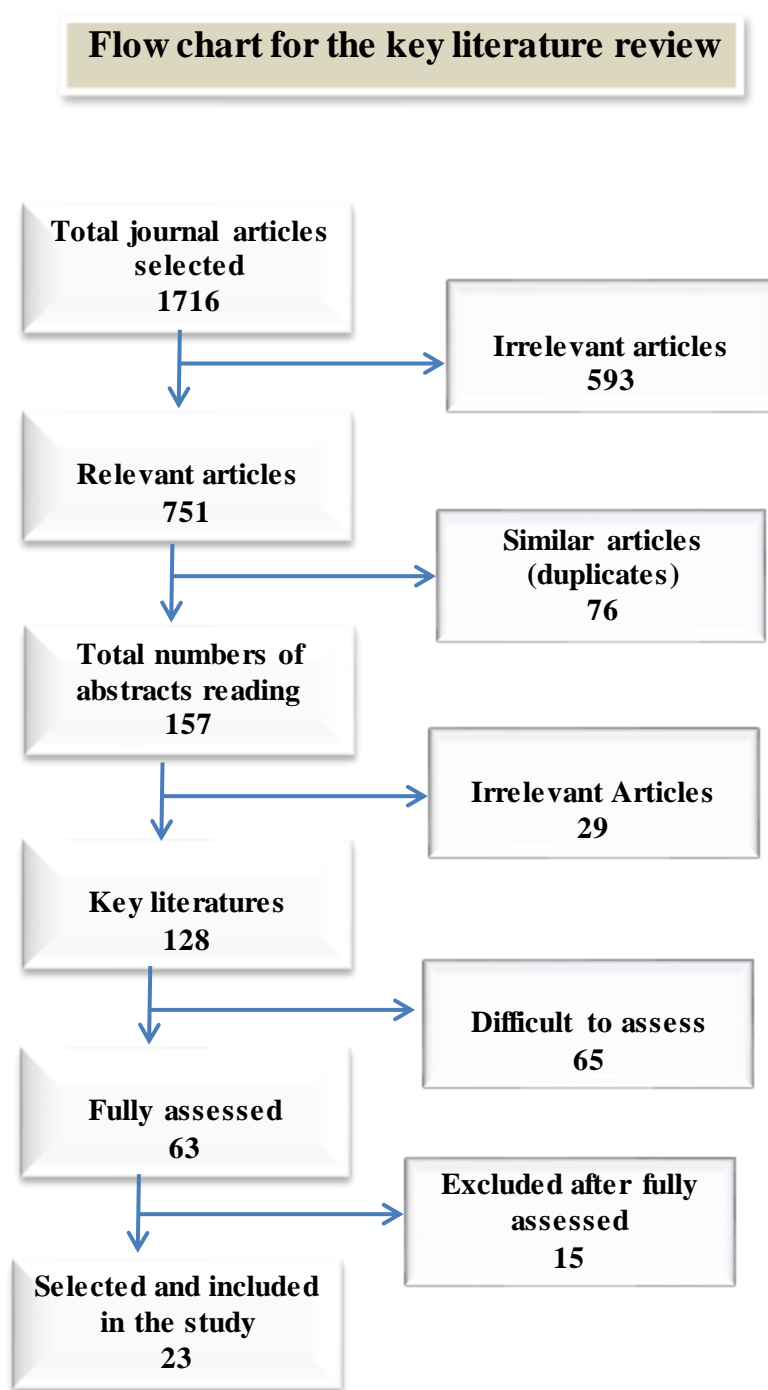 Flow chart for the key literature review
Total journal articles
selected
1716
Irrelevant articles
593
Relevant articles
751
Similar articles
(duplicates)
76
Total numbers of
abstracts reading
157
Irrelevant Articles
29
Key literatures
128
Difficult to assess
65
Fully assessed
63
Excluded after fully
assessed
15
Selected and included
in the study
23